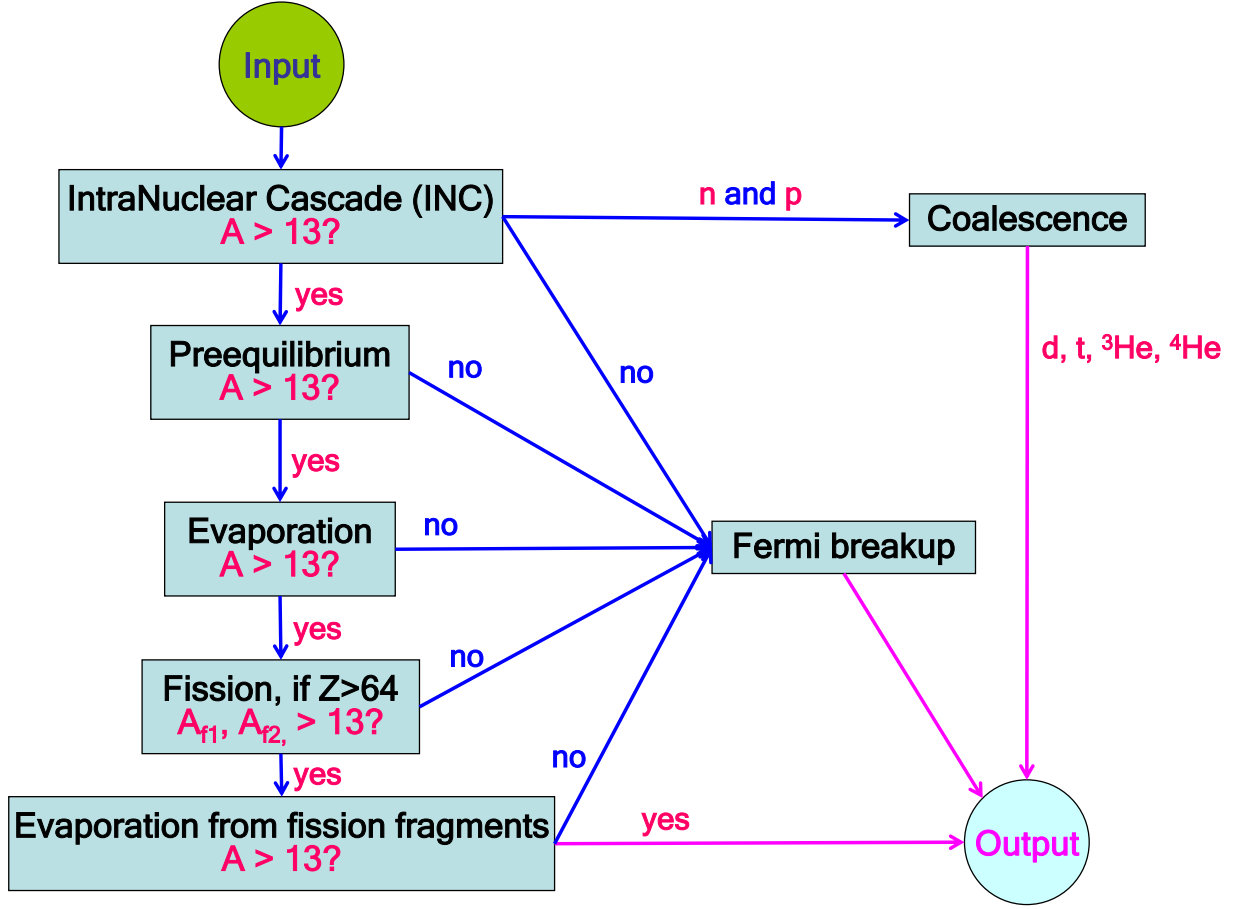 Input
IntraNuclear Cascade (INC)
A > 13?
n and p
Coalescence
yes
d, t, ³He, ⁴He
Preequilibrium
A > 13?
no
no
yes
Evaporation
A > 13?
no
Fermi breakup
yes
no
Fission, if Z>64
A_f1, A_f2, > 13?
yes
no
Evaporation from fission fragments
A > 13?
yes
Output